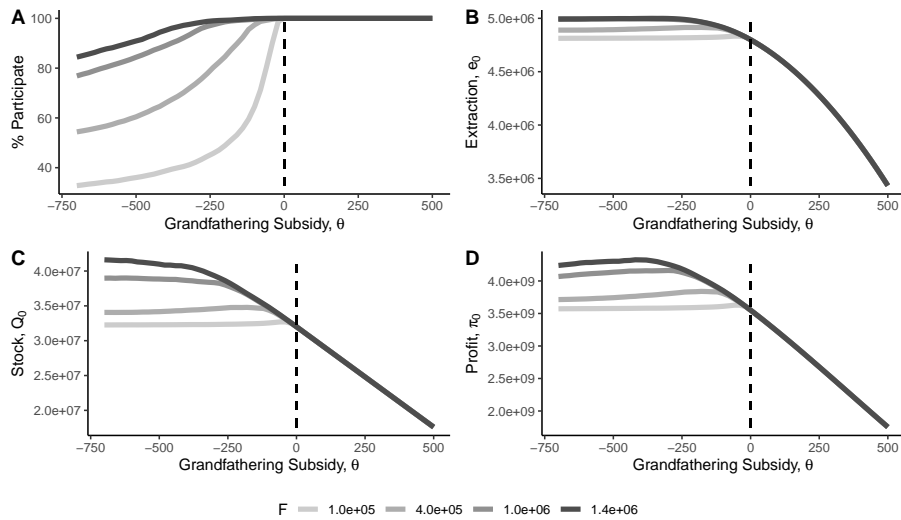 A
% Participate
100
80
60
40
−750
−500
−250
0
250
500
Grandfathering Subsidy, θ
B
Extraction, e0
5.0e+06
4.5e+06
4.0e+06
3.5e+06
−750
−500
−250
0
250
500
Grandfathering Subsidy, θ
C
Stock, Q0
4.0e+07
3.5e+07
3.0e+07
2.5e+07
2.0e+07
−750
−500
−250
0
250
500
Grandfathering Subsidy, θ
D
Profit, π0
4.0e+09
3.5e+09
3.0e+09
2.5e+09
2.0e+09
−750
−500
−250
0
250
500
Grandfathering Subsidy, θ
F 1.0e+05 4.0e+05 1.0e+06 1.4e+06